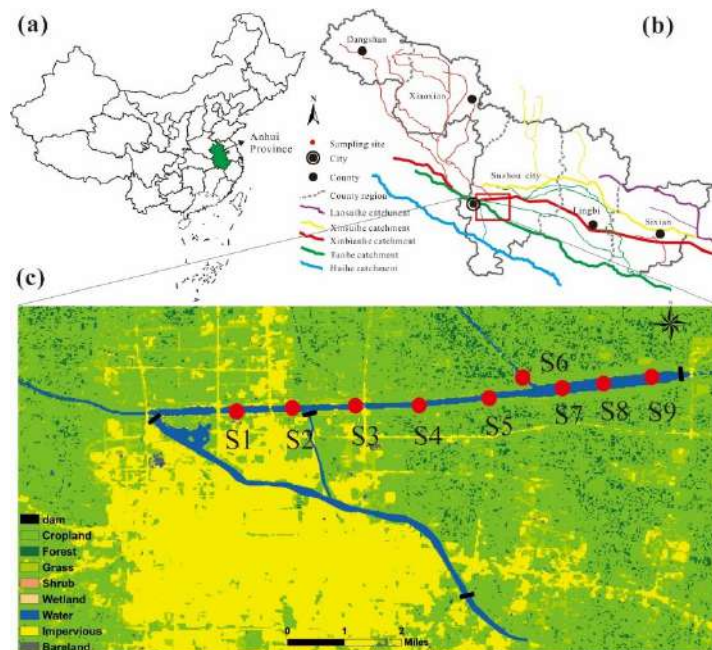 (a)
Anhui
Province
(b)
Dangshan
Xiaoxian
N
Sampling site
City
County
County region
Laosuihe catchment
Xinsuihe catchment
Xinbianhe catchment
Tuohe catchment
Huihe catchment
Suzhou city
Lingbi
Sixian
(c)
S1
S2
S3
S4
S5
S6
S7
S8
S9
dam
Cropland
Forest
Grass
Shrub
Wetland
Water
Impervious
Bareland
0 1 2
Miles